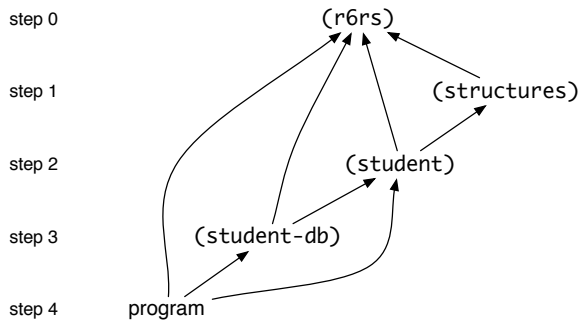 step 0 (r6rs)
step 1 (structures)
step 2 (student)
step 3 (student-db)
step 4 program